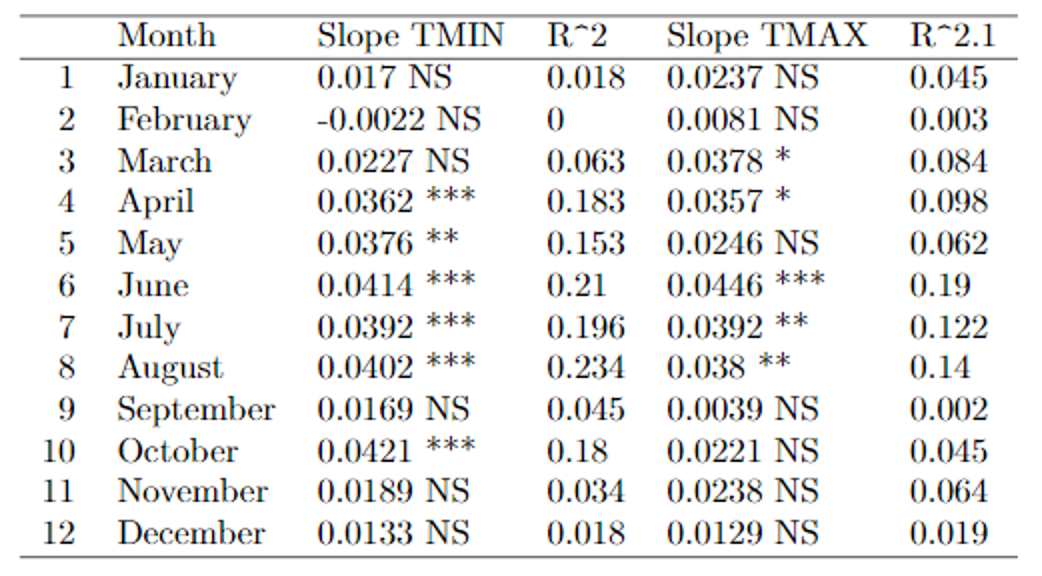 Month Slope TMIN R^2 Slope TMAX R^2.1
1 January 0.017 NS 0.018 0.0237 NS 0.045
2 February -0.0022 NS 0 0.0081 NS 0.003
3 March 0.0227 NS 0.063 0.0378 * 0.084
4 April 0.0362 *** 0.183 0.0357 * 0.098
5 May 0.0376 ** 0.153 0.0246 NS 0.062
6 June 0.0414 *** 0.21 0.0446 *** 0.19
7 July 0.0392 *** 0.196 0.0392 ** 0.122
8 August 0.0402 *** 0.234 0.038 ** 0.14
9 September 0.0169 NS 0.045 0.0039 NS 0.002
10 October 0.0421 *** 0.18 0.0221 NS 0.045
11 November 0.0189 NS 0.034 0.0238 NS 0.064
12 December 0.0133 NS 0.018 0.0129 NS 0.019